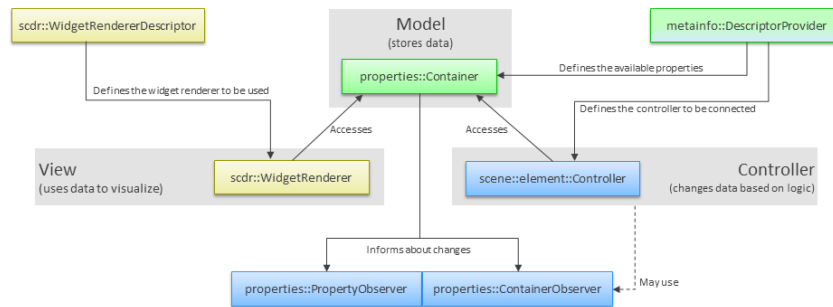 scdr::WidgetRendererDescriptor
Model
(stores data)
metainfo::DescriptorProvider
properties::Container
Defines the available properties
Defines the widget renderer to be used
Defines the controller to be connected
Accesses
Accesses
View
(uses data to visualize)
scdr::WidgetRenderer
scene::element::Controller
Controller
(changes data based on logic)
Informs about changes
properties::PropertyObserver
properties::ContainerObserver
May use